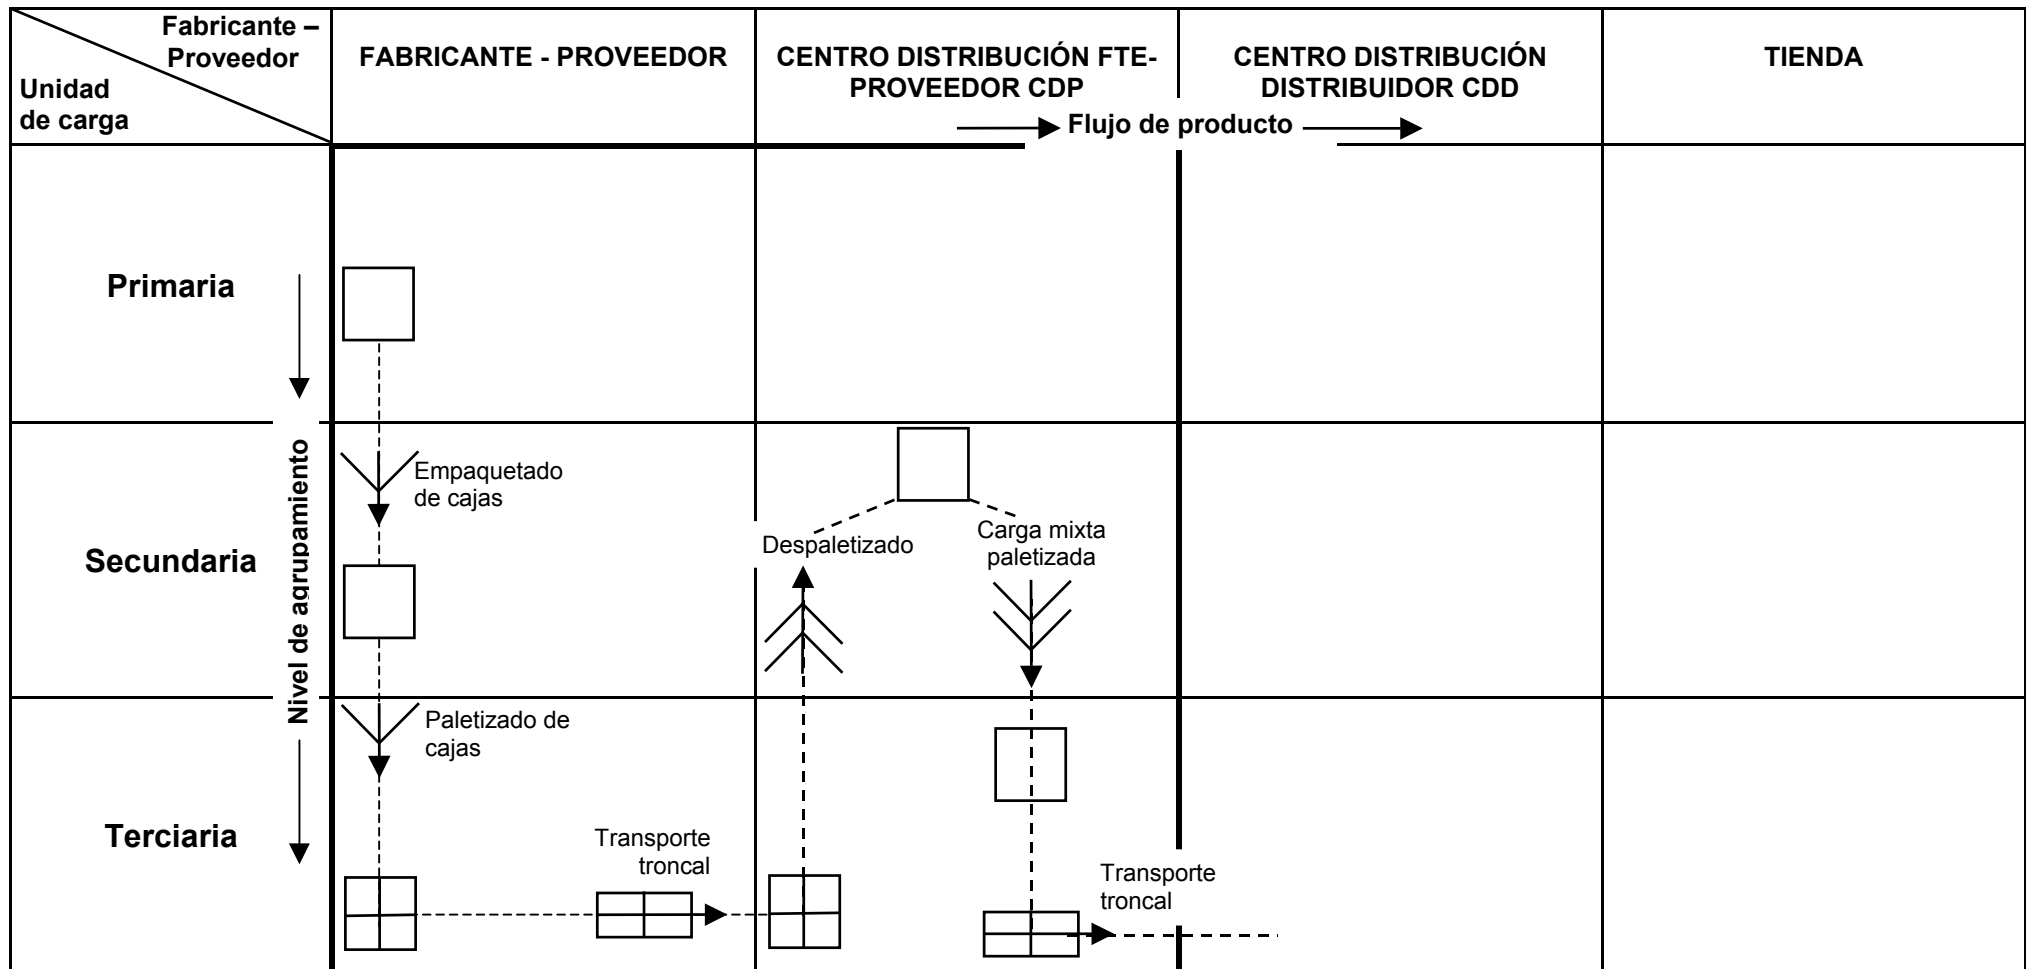 Fabricante –
Proveedor
Unidad
de carga
FABRICANTE - PROVEEDOR
CENTRO DISTRIBUCIÓN FTE-
PROVEEDOR CDP
CENTRO DISTRIBUCIÓN
DISTRIBUIDOR CDD
TIENDA
Flujo de producto
Primaria
Nivel de agrupamiento
Secundaria
Empaquetado
de cajas
Despaletizado
Carga mixta
paletizada
Terciaria
Paletizado de
cajas
Transporte
troncal
Transporte
troncal